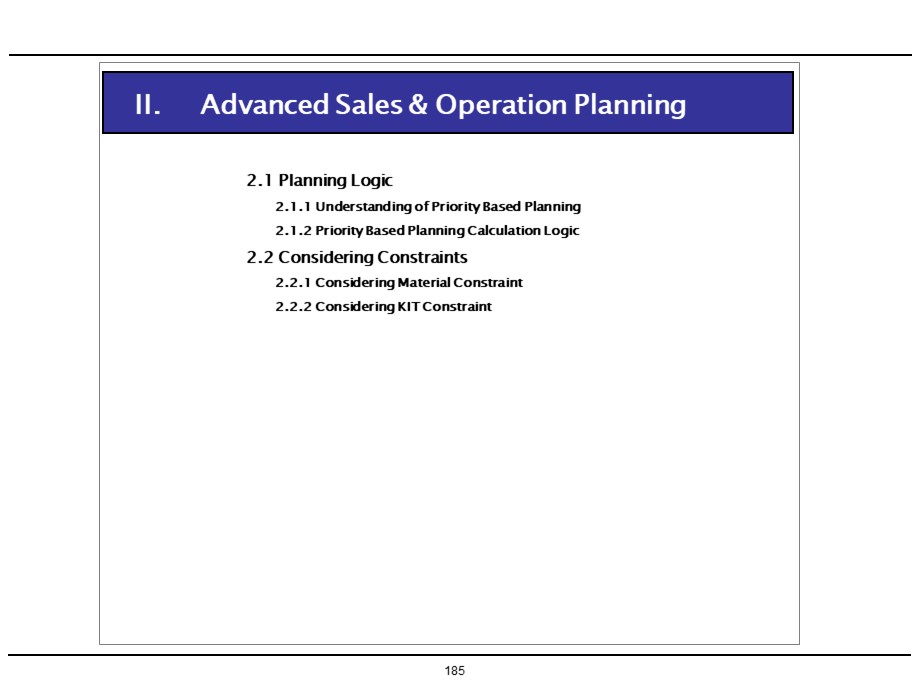 II. Advanced Sales & Operation Planning
2.1 Planning Logic
2.1.1 Understanding of Priority Based Planning
2.1.2 Priority Based Planning Calculation Logic
2.2 Considering Constraints
2.2.1 Considering Material Constraint
2.2.2 Considering KIT Constraint
185